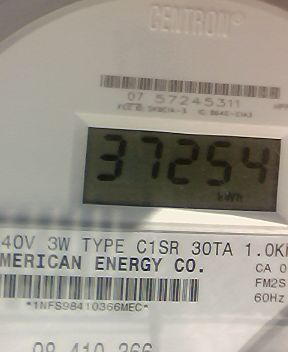 CENTRON®
07 57245311
37254
kWh
40V 3W TYPE C1SR 30TA 1.0K
MERICAN ENERGY CO.
CA 0
FM2S
60Hz
*1NFS98410366MEC*
98 410 366